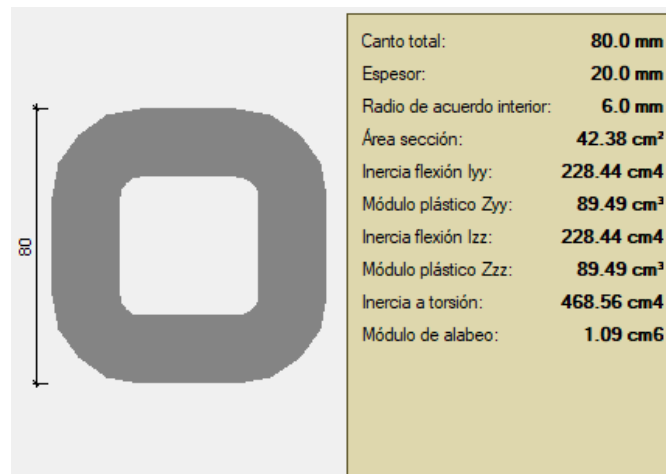 80
Canto total: 80.0 mm
Espesor: 20.0 mm
Radio de acuerdo interior: 6.0 mm
Área sección: 42.38 cm²
Inercia flexión Iyy: 228.44 cm4
Módulo plástico Zyy: 89.49 cm³
Inercia flexión Izz: 228.44 cm4
Módulo plástico Zzz: 89.49 cm³
Inercia a torsión: 468.56 cm4
Módulo de alabeo: 1.09 cm6